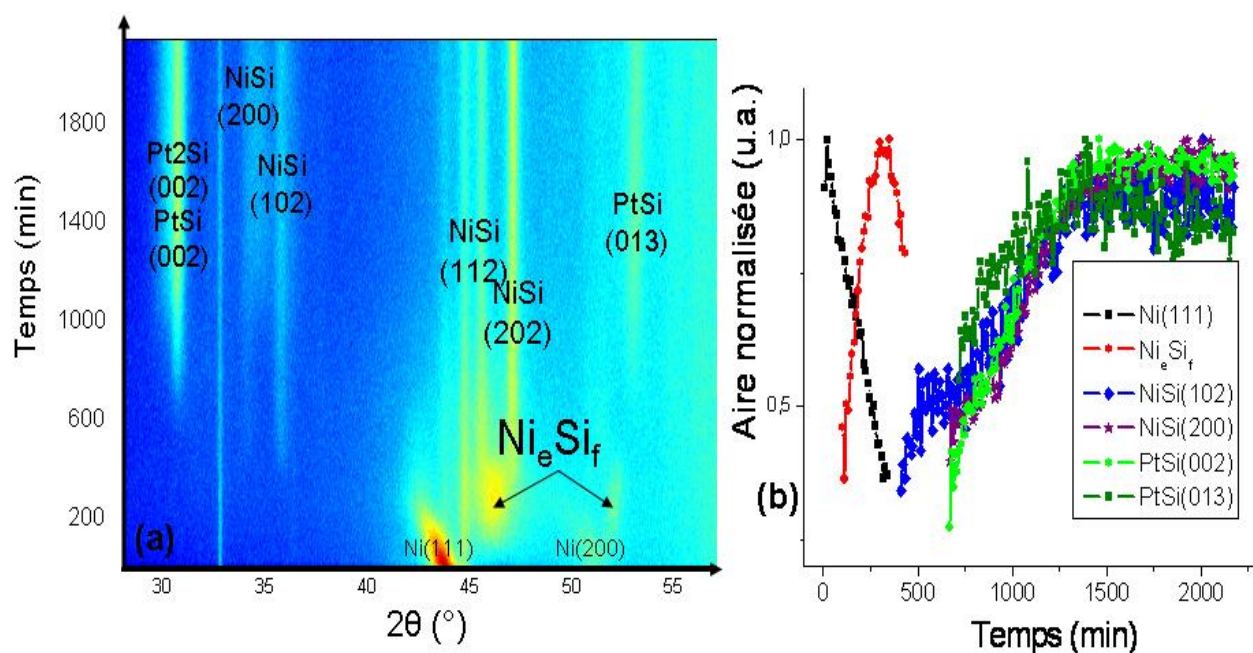 NiSi
(200)
Pt2Si
(002)
PtSi
(002)
NiSi
(102)
NiSi
(112)
NiSi
(202)
PtSi
(013)
NiₑSi_f
Ni(111)
Ni(200)
(a)
Temps (min)
1800
1400
1000
600
200
30
35
40
45
50
55
2θ (°)
Aire normalisée (u.a.)
1,0
0,5
(b)
Ni(111)
NiₑSi_f
NiSi(102)
NiSi(200)
PtSi(002)
PtSi(013)
0
500
1000
1500
2000
Temps (min)